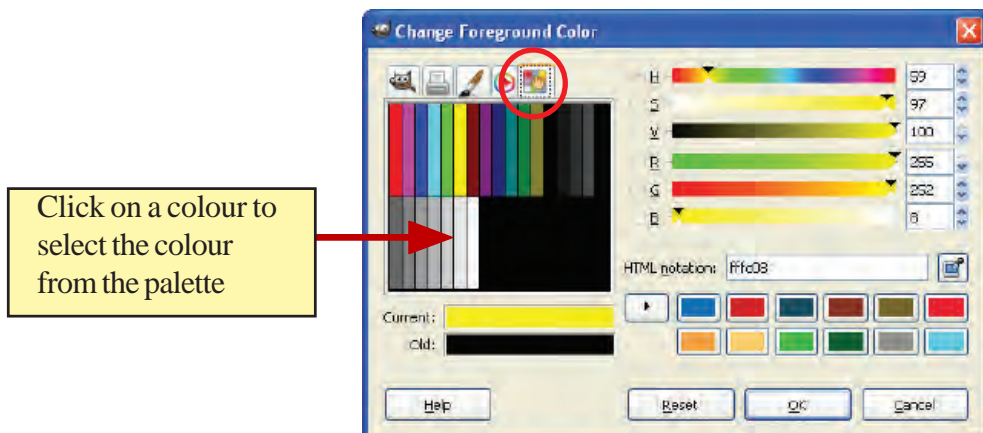 Change Foreground Color
H 59
S 97
V 100
R 255
G 252
B 8
Click on a colour to
select the colour
from the palette
HTML notation: fffc08
Current:
Old:
Help
Reset
OK
Cancel